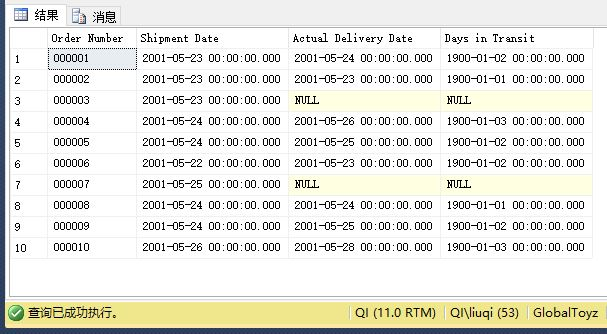 结果 消息
Order Number Shipment Date Actual Delivery Date Days in Transit
1 000001 2001-05-23 00:00:00.000 2001-05-24 00:00:00.000 1900-01-02 00:00:00.000
2 000002 2001-05-23 00:00:00.000 2001-05-23 00:00:00.000 1900-01-01 00:00:00.000
3 000003 2001-05-23 00:00:00.000 NULL NULL
4 000004 2001-05-24 00:00:00.000 2001-05-26 00:00:00.000 1900-01-03 00:00:00.000
5 000005 2001-05-24 00:00:00.000 2001-05-25 00:00:00.000 1900-01-02 00:00:00.000
6 000006 2001-05-22 00:00:00.000 2001-05-23 00:00:00.000 1900-01-02 00:00:00.000
7 000007 2001-05-25 00:00:00.000 NULL NULL
8 000008 2001-05-24 00:00:00.000 2001-05-24 00:00:00.000 1900-01-01 00:00:00.000
9 000009 2001-05-24 00:00:00.000 2001-05-25 00:00:00.000 1900-01-02 00:00:00.000
10 000010 2001-05-26 00:00:00.000 2001-05-28 00:00:00.000 1900-01-03 00:00:00.000
查询已成功执行。 QI (11.0 RTM) QI\liuqi (53) GlobalToyz